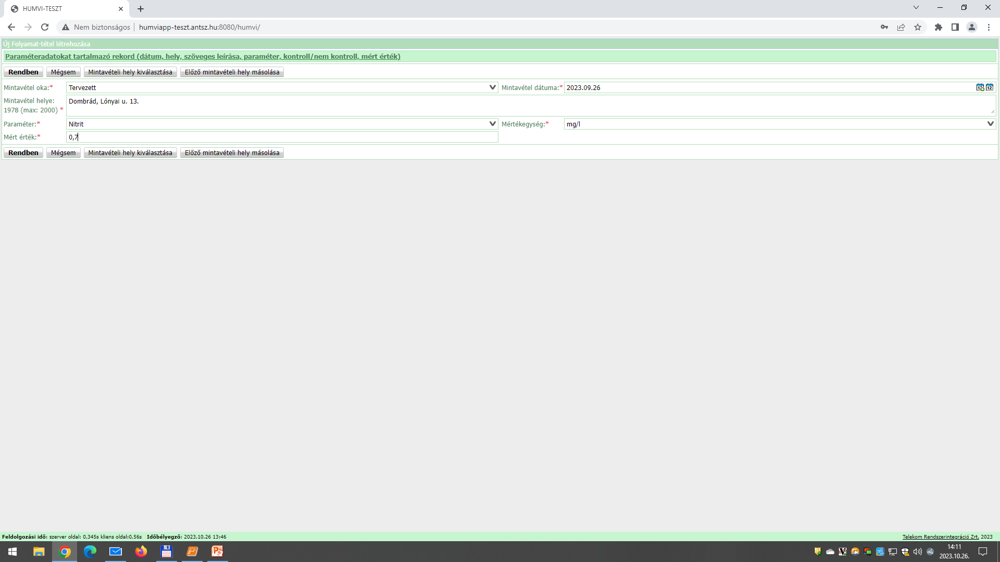 HUMVI-TESZT
Nem biztonságos humviapp-teszt.antsz.hu:8080/humvi/
Új Folyamat-tétel létrehozása
Paraméteradatokat tartalmazó rekord (dátum, hely, szöveges leírása, paraméter, kontroll/nem kontroll, mért érték)
Rendben Mégsem Mintavételi hely kiválasztása Előző mintavételi hely másolása
Mintavétel oka:* Tervezett Mintavétel dátuma:* 2023.09.26
Mintavétel helye: Dombrád, Lónyai u. 13.
1978 (max: 2000) *
Paraméter:* Nitrit Mértékegység:* mg/l
Mért érték:* 0,7
Rendben Mégsem Mintavételi hely kiválasztása Előző mintavételi hely másolása
Feldolgozási idő: szerver oldal: 0,345s kliens oldal:0,56s Időbélyegző: 2023.10.26 13:46 Telekom Rendszerintegráció Zrt. 2023
14:11
2023.10.26.